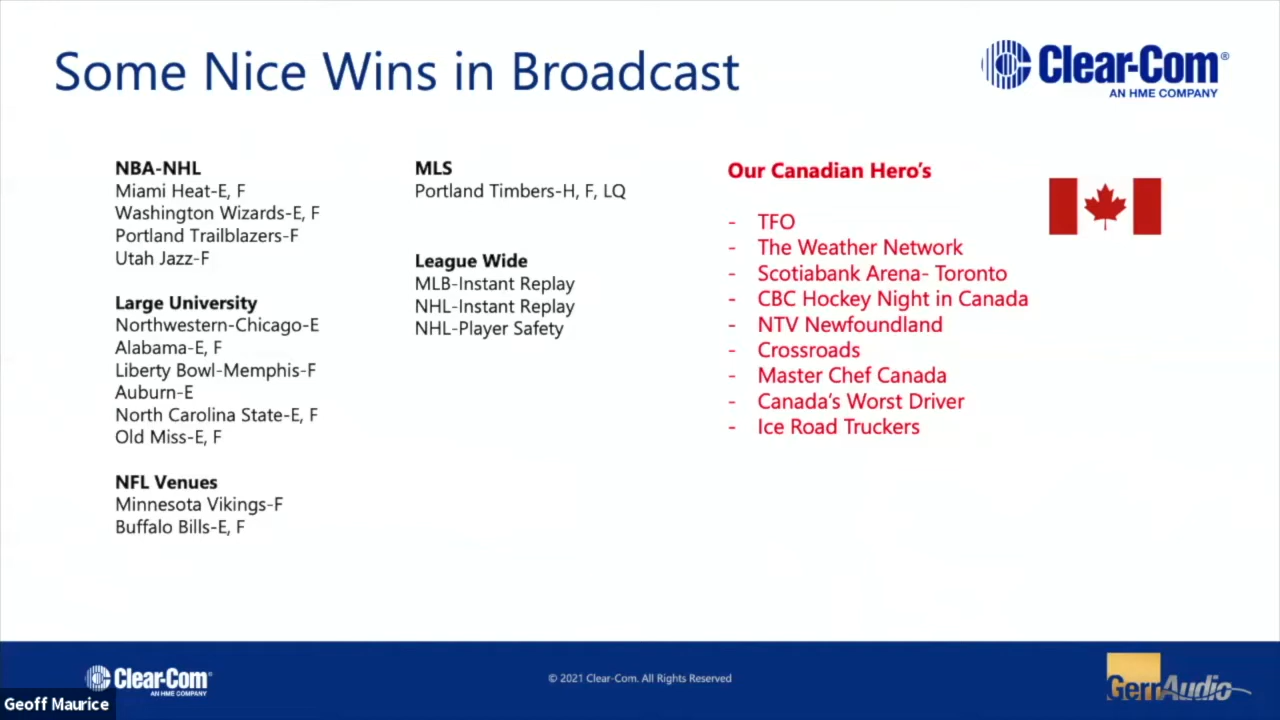 Some Nice Wins in Broadcast
Clear-Com®
AN HME COMPANY
NBA-NHL
Miami Heat-E, F
Washington Wizards-E, F
Portland Trailblazers-F
Utah Jazz-F
Large University
Northwestern-Chicago-E
Alabama-E, F
Liberty Bowl-Memphis-F
Auburn-E
North Carolina State-E, F
Old Miss-E, F
NFL Venues
Minnesota Vikings-F
Buffalo Bills-E, F
MLS
Portland Timbers-H, F, LQ
League Wide
MLB-Instant Replay
NHL-Instant Replay
NHL-Player Safety
Our Canadian Hero’s
- TFO
- The Weather Network
- Scotiabank Arena- Toronto
- CBC Hockey Night in Canada
- NTV Newfoundland
- Crossroads
- Master Chef Canada
- Canada’s Worst Driver
- Ice Road Truckers
Clear-Com
AN HME COMPANY
© 2021 Clear-Com. All Rights Reserved
GerrAudio
Geoff Maurice